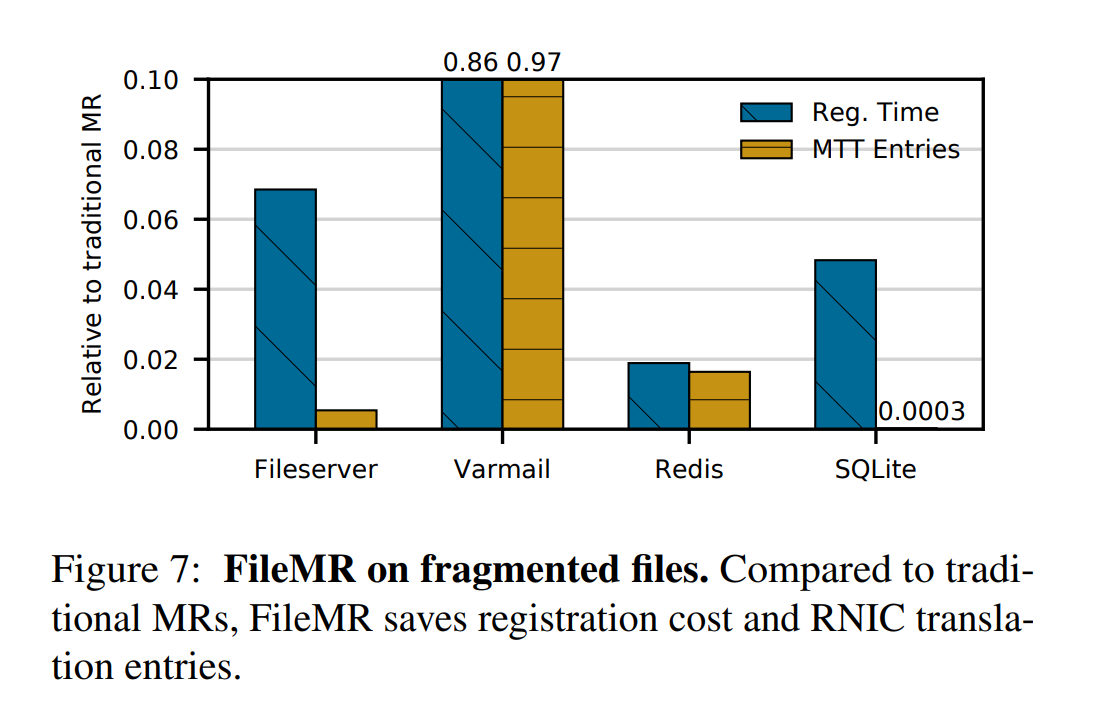 0.86 0.97
0.10
0.08
0.06
0.04
0.02
0.00
Relative to traditional MR
Reg. Time
MTT Entries
0.0003
Fileserver Varmail Redis SQLite
Figure 7: FileMR on fragmented files. Compared to tradi-
tional MRs, FileMR saves registration cost and RNIC transla-
tion entries.